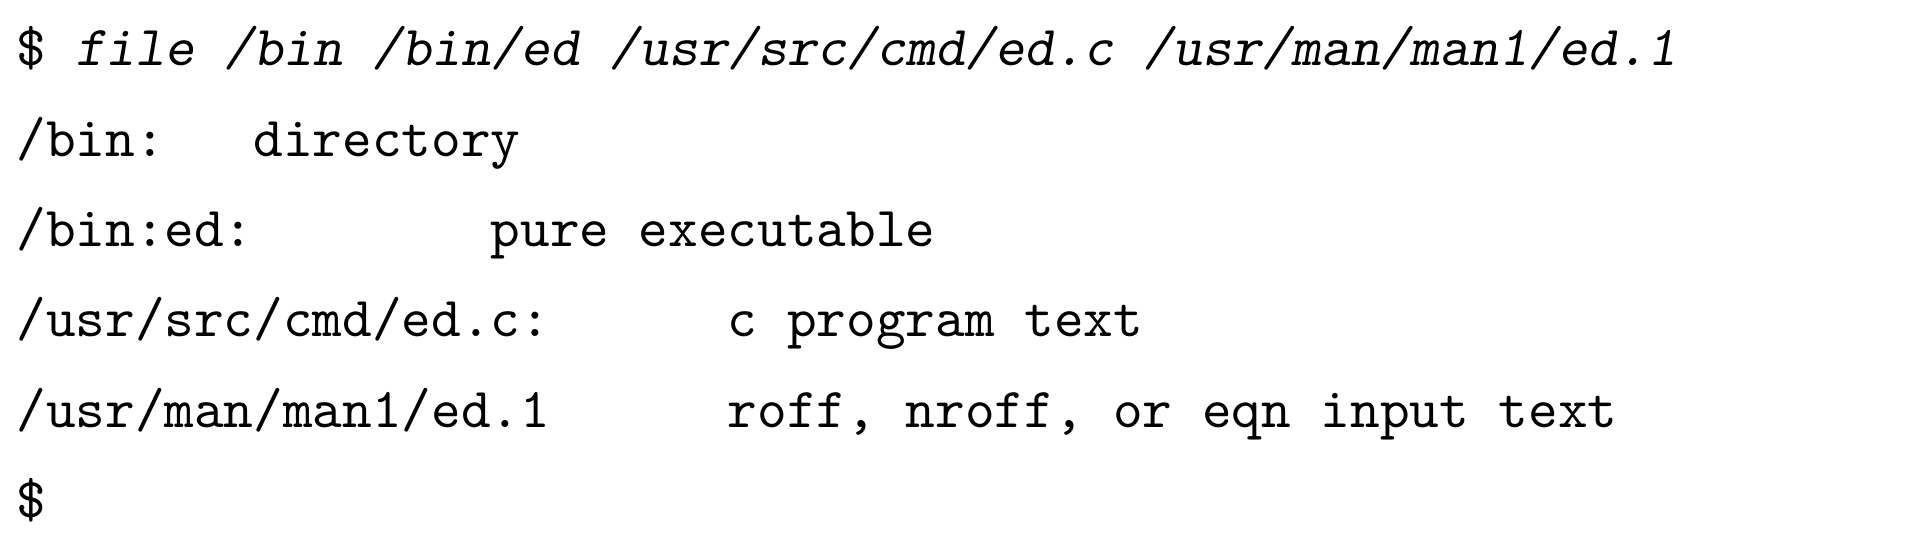 $ file /bin /bin/ed /usr/src/cmd/ed.c /usr/man/man1/ed.1
/bin:   directory
/bin:ed:        pure executable
/usr/src/cmd/ed.c:      c program text
/usr/man/man1/ed.1      roff, nroff, or eqn input text
$